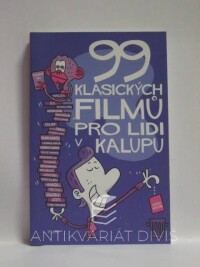 99
KLASICKÝCH
FILMŮ
PRO LIDI
V KALUPU
ANTIKVARIÁT DIVIŠ